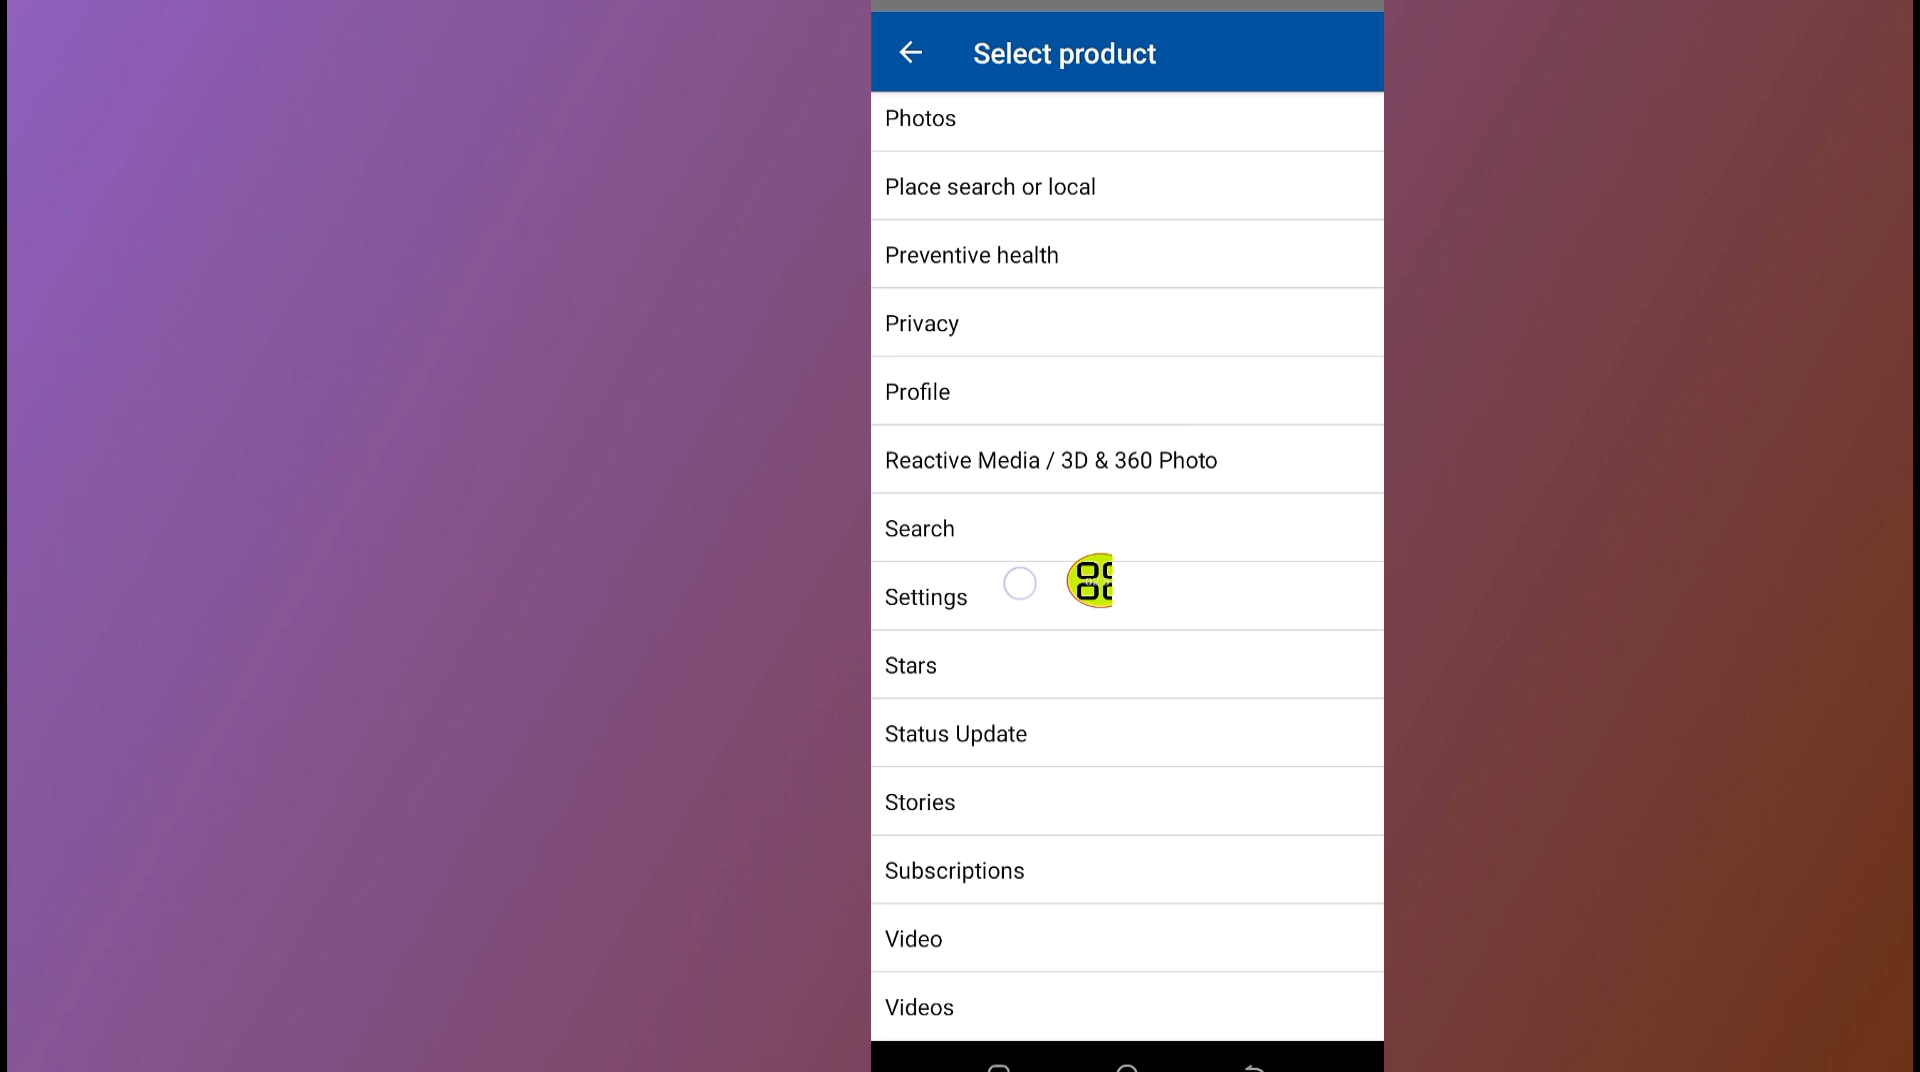 Select product
Photos
Place search or local
Preventive health
Privacy
Profile
Reactive Media / 3D & 360 Photo
Search
Settings
Stars
Status Update
Stories
Subscriptions
Video
Videos